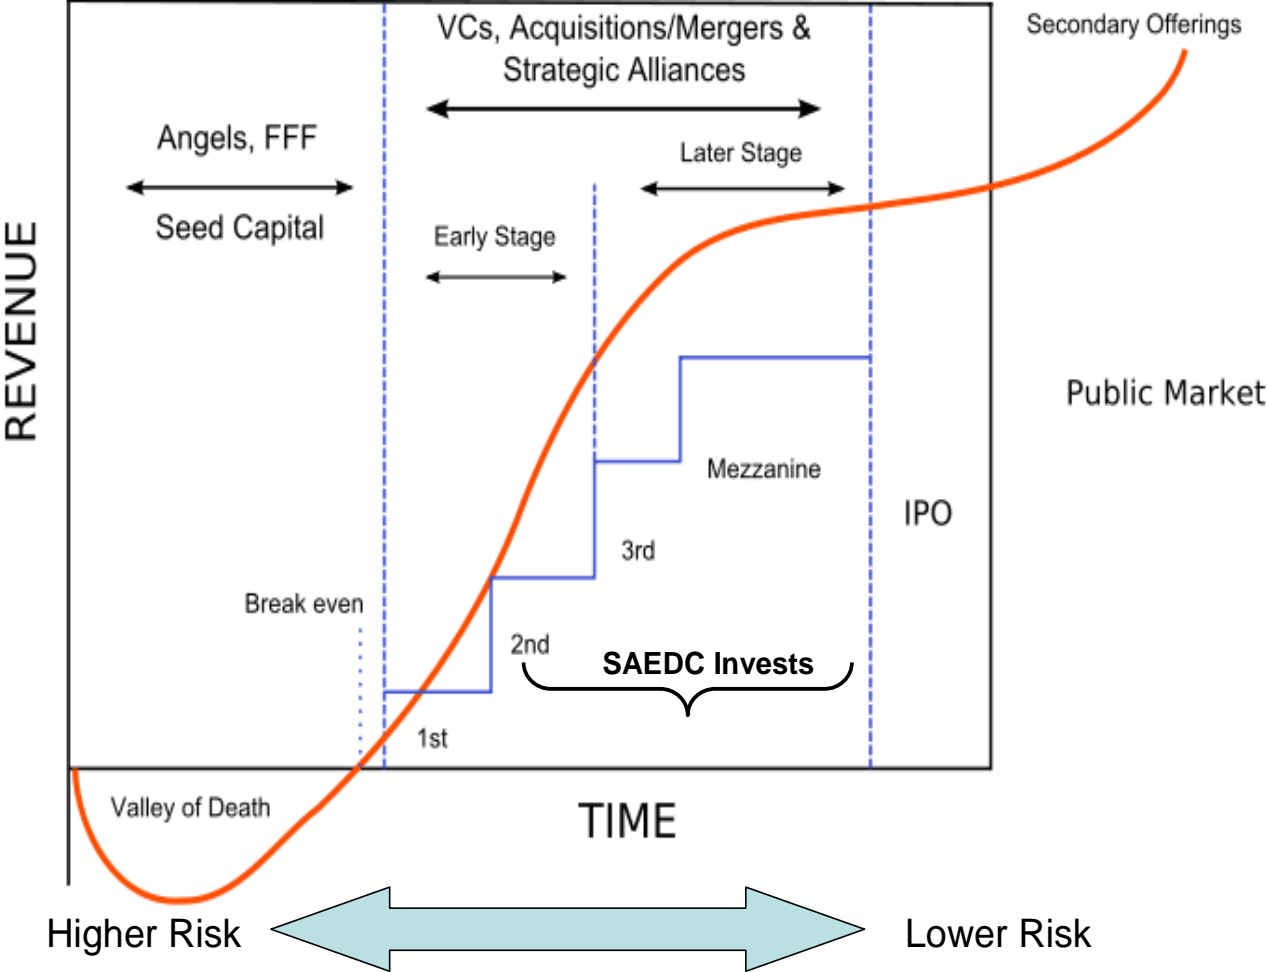 VCs, Acquisitions/Mergers &
Strategic Alliances
Secondary Offerings
Angels, FFF
Seed Capital
Later Stage
Early Stage
REVENUE
Public Market
Mezzanine
IPO
3rd
Break even
2nd
SAEDC Invests
1st
Valley of Death
TIME
Higher Risk
Lower Risk